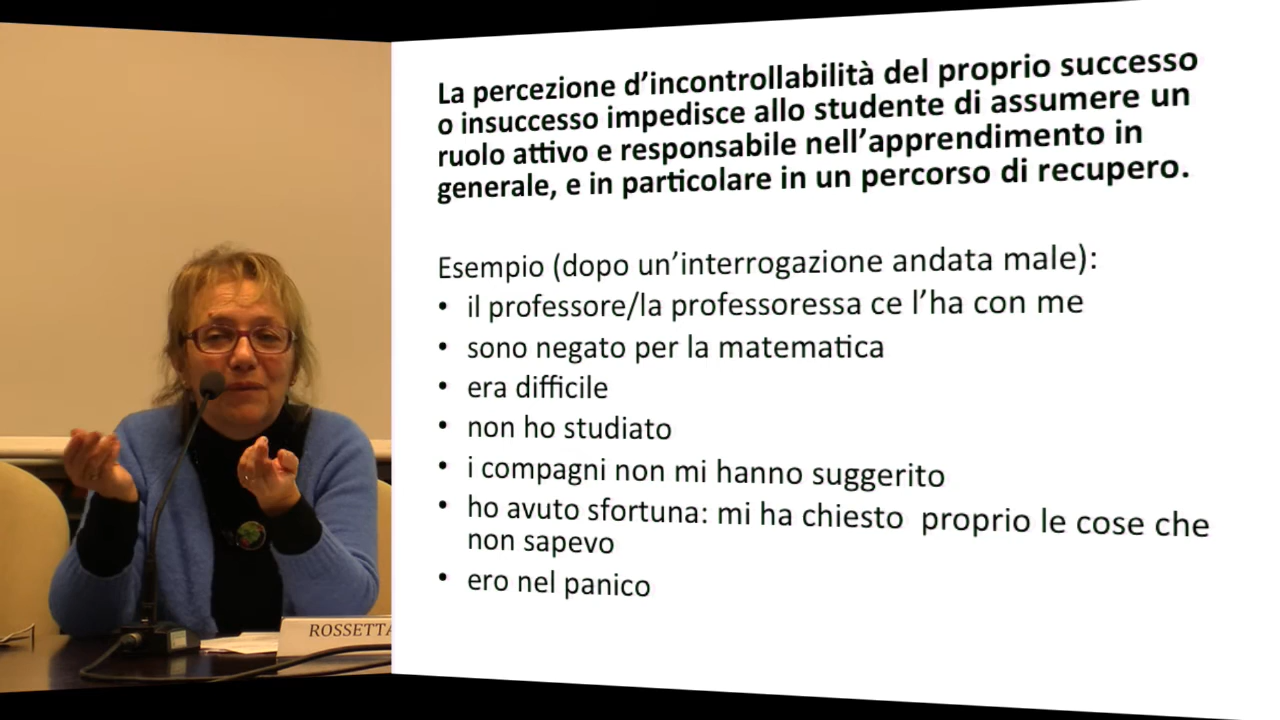 La percezione d'incontrollabilità del proprio successo
o insuccesso impedisce allo studente di assumere un
ruolo attivo e responsabile nell'apprendimento in
generale, e in particolare in un percorso di recupero.
Esempio (dopo un'interrogazione andata male):
• il professore/la professoressa ce l'ha con me
• sono negato per la matematica
• era difficile
• non ho studiato
• i compagni non mi hanno suggerito
• ho avuto sfortuna: mi ha chiesto proprio le cose che
non sapevo
• ero nel panico
ROSSETTA